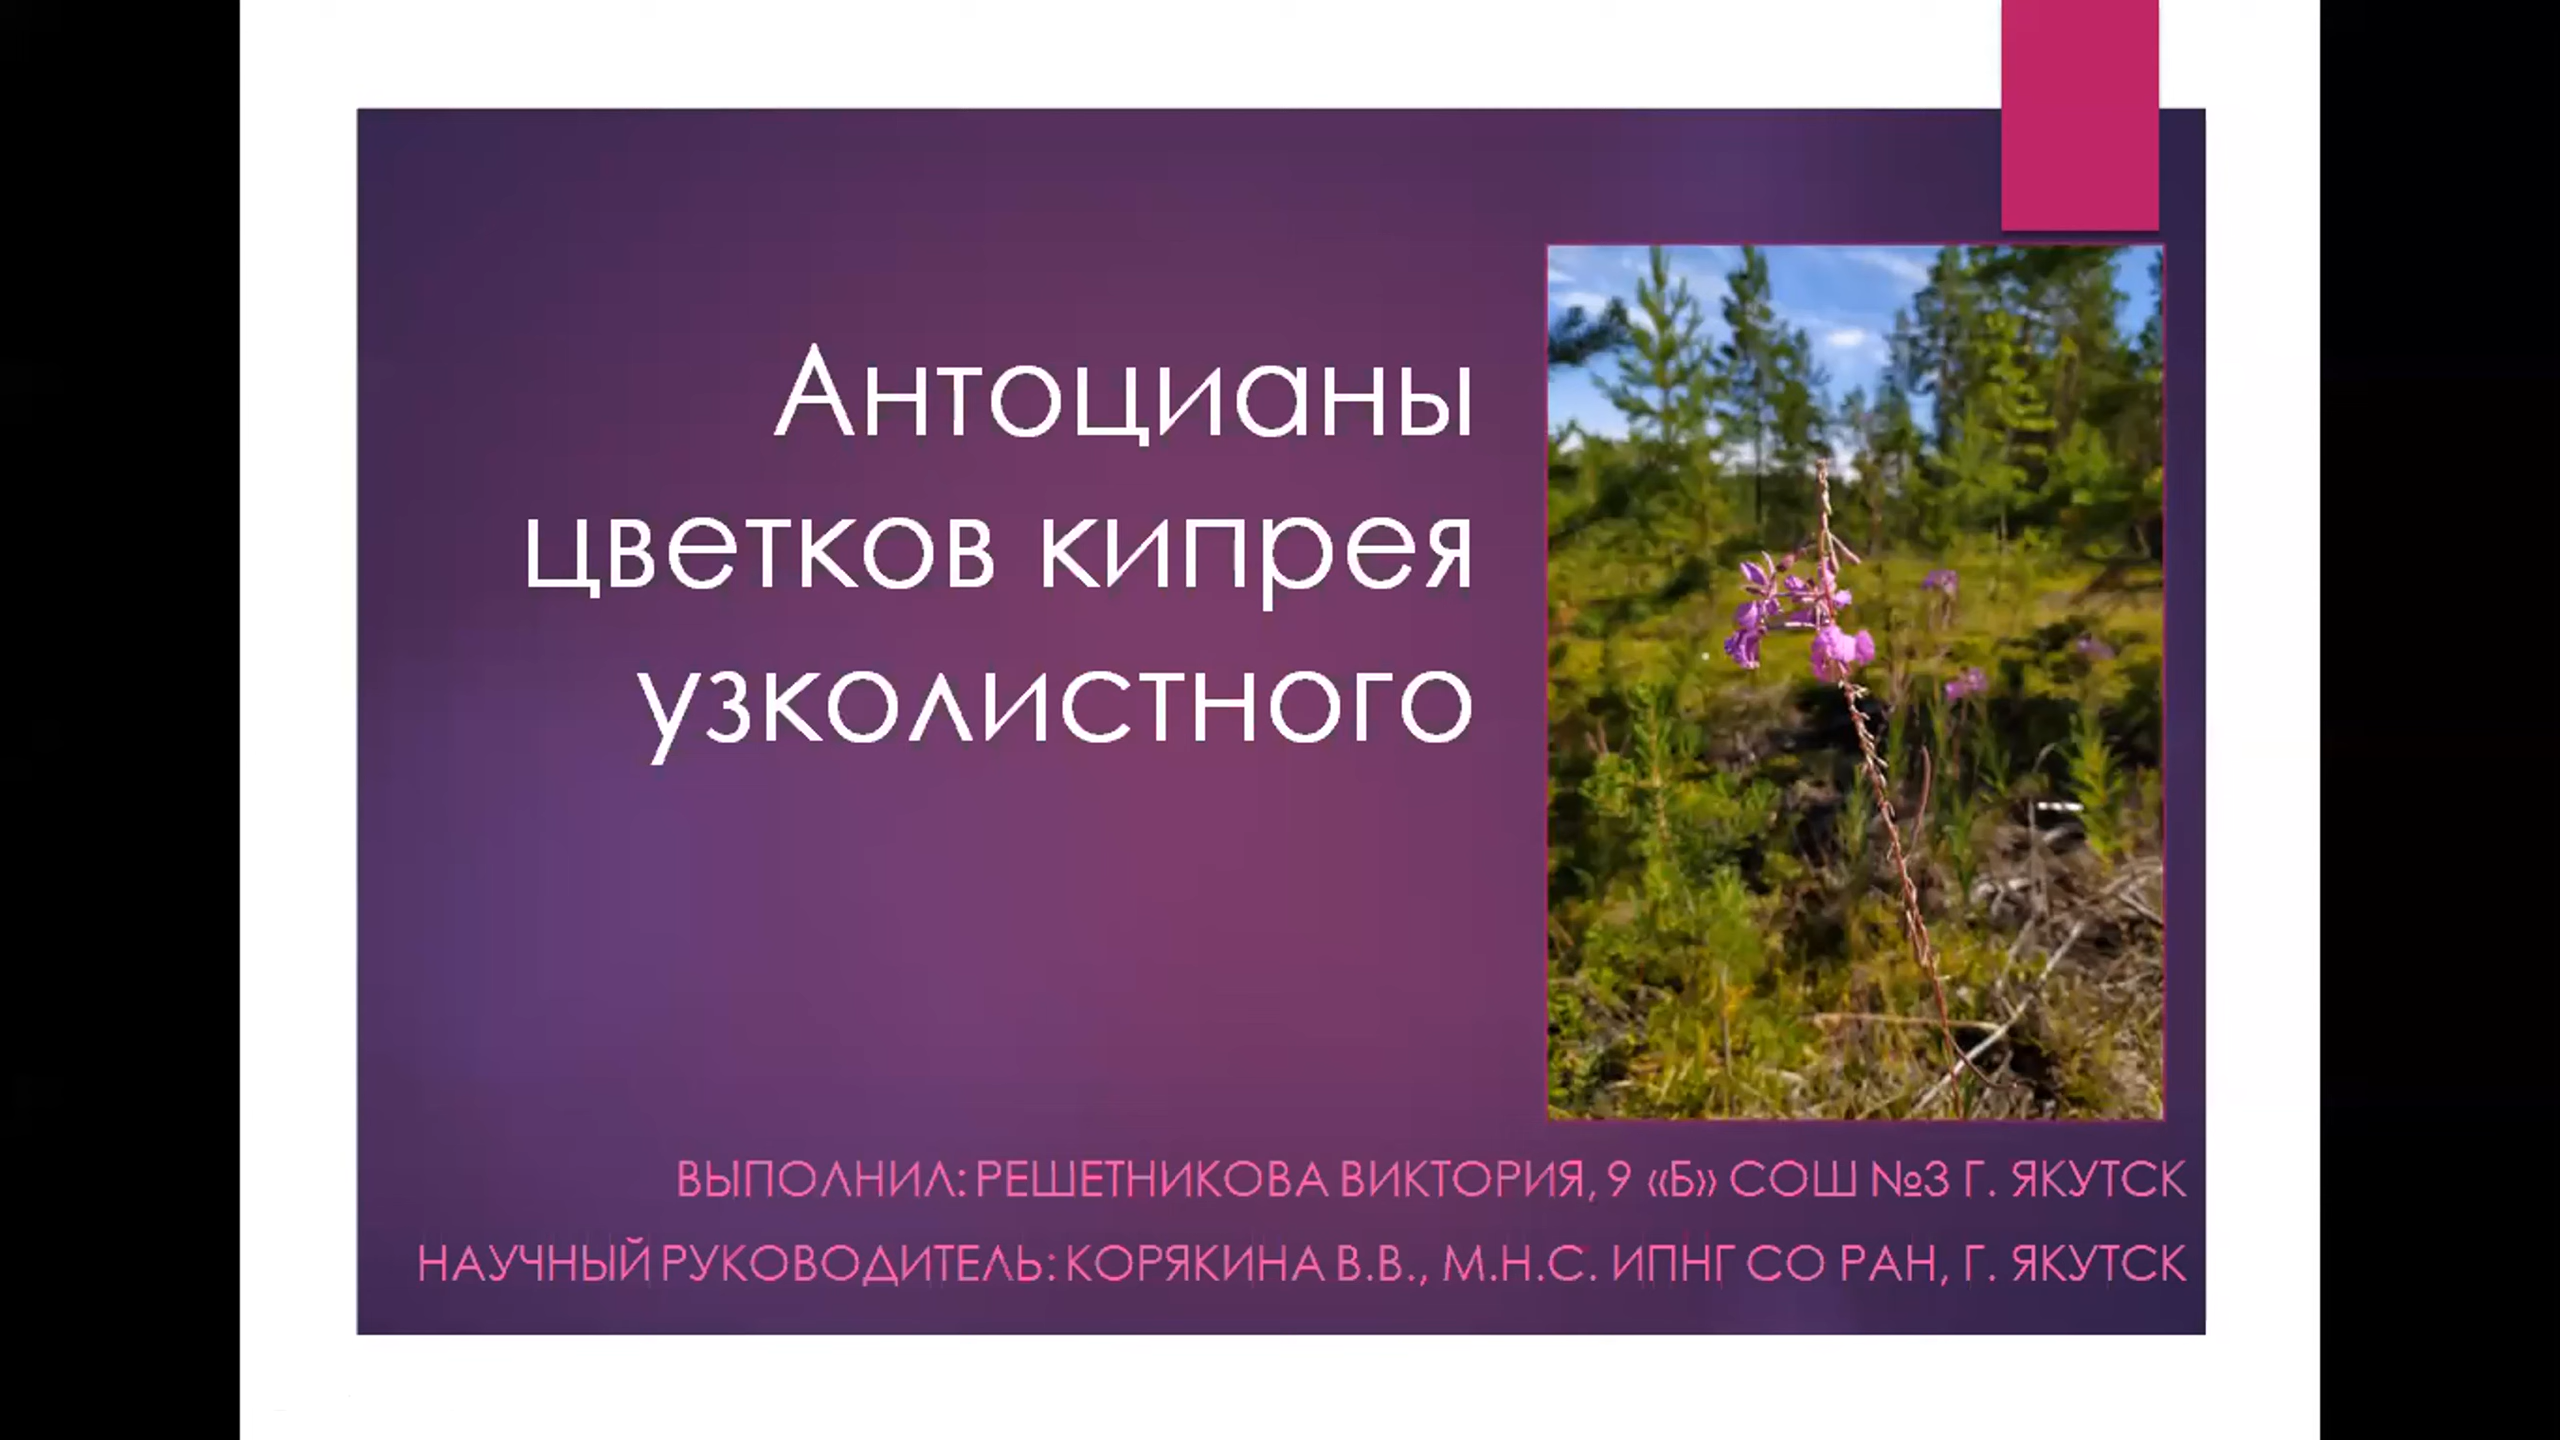 Антоцианы
цветков кипрея
узколистного
ВЫПОЛНИЛ: РЕШЕТНИКОВА ВИКТОРИЯ, 9 «Б» СОШ №3 Г. ЯКУТСК
НАУЧНЫЙ РУКОВОДИТЕЛЬ: КОРЯКИНА В.В., М.Н.С. ИПНГ СО РАН, Г. ЯКУТСК